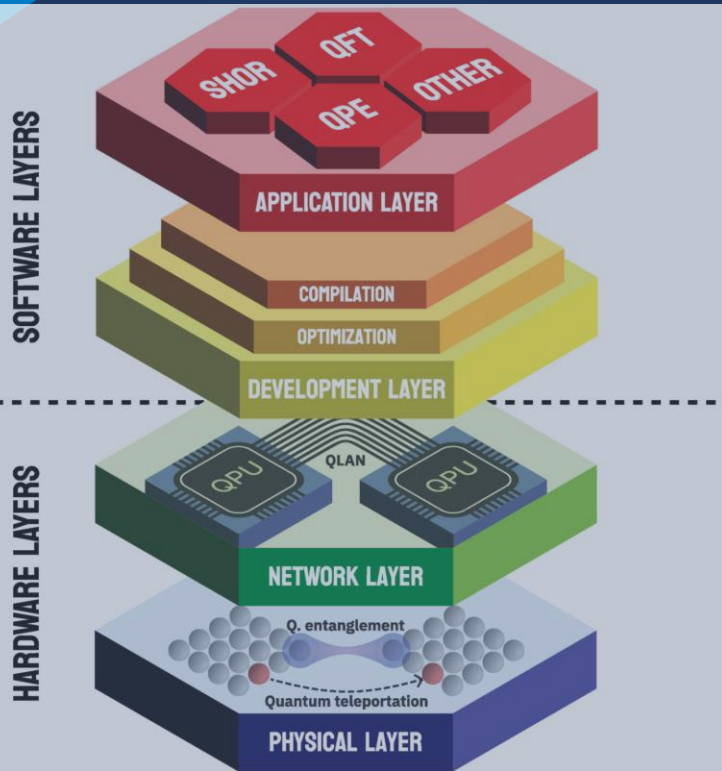 SOFTWARE LAYERS
QFT
SHOR
OTHER
QPE
APPLICATION LAYER
COMPILATION
OPTIMIZATION
DEVELOPMENT LAYER
HARDWARE LAYERS
QLAN
QPU
QPU
NETWORK LAYER
Q. entanglement
Quantum teleportation
PHYSICAL LAYER